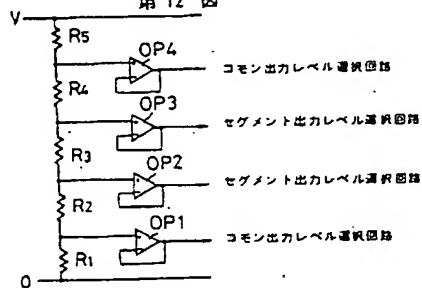 第 12 図
V
R5
OP4
コモン出力レベル選択回路
R4
OP3
セグメント出力レベル選択回路
R3
OP2
セグメント出力レベル選択回路
R2
OP1
コモン出力レベル選択回路
R1
0